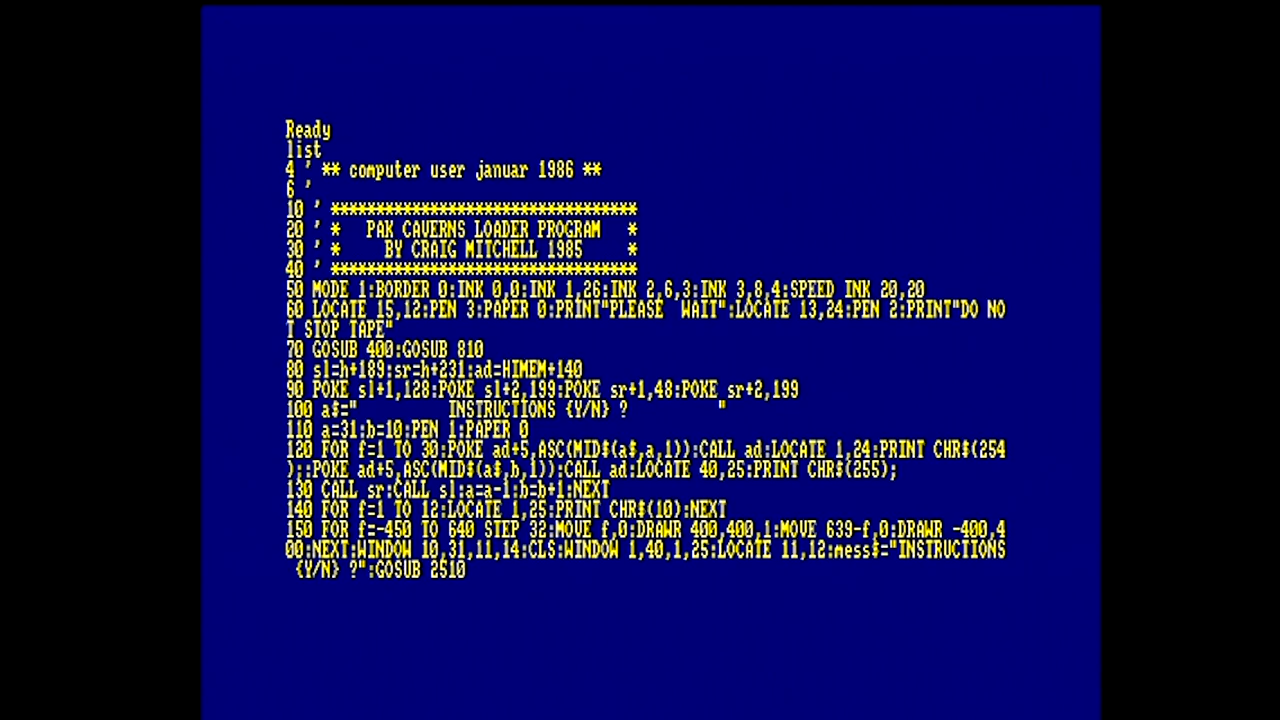 Ready
list
4 ' ** computer user januar 1986 **
6 '
10 ' **********************************
20 ' *   PAK CAVERNS LOADER PROGRAM   *
30 ' *     BY CRAIG MITCHELL 1985     *
40 ' **********************************
50 MODE 1:BORDER 0:INK 0,0:INK 1,26:INK 2,6,3:INK 3,8,4:SPEED INK 20,20
60 LOCATE 15,12:PEN 3:PAPER 0:PRINT"PLEASE  WAIT":LOCATE 13,24:PEN 2:PRINT"DO NO
T STOP TAPE"
70 GOSUB 400:GOSUB 810
80 sl=h+189:sr=h+231:ad=HIMEM+140
90 POKE sl+1,128:POKE sl+2,199:POKE sr+1,48:POKE sr+2,199
100 a$="          INSTRUCTIONS {Y/N} ?          "
110 a=31:b=10:PEN 1:PAPER 0
120 FOR f=1 TO 30:POKE ad+5,ASC(MID$(a$,a,1)):CALL ad:LOCATE 1,24:PRINT CHR$(254
);:POKE ad+5,ASC(MID$(a$,b,1)):CALL ad:LOCATE 40,25:PRINT CHR$(255);
130 CALL sr:CALL sl:a=a-1:b=b+1:NEXT
140 FOR f=1 TO 12:LOCATE 1,25:PRINT CHR$(10):NEXT
150 FOR f=-450 TO 640 STEP 32:MOVE f,0:DRAWR 400,400,1:MOVE 639-f,0:DRAWR -400,4
00:NEXT:WINDOW 10,31,11,14:CLS:WINDOW 1,40,1,25:LOCATE 11,12:mess$="INSTRUCTIONS
 {Y/N} ?":GOSUB 2510